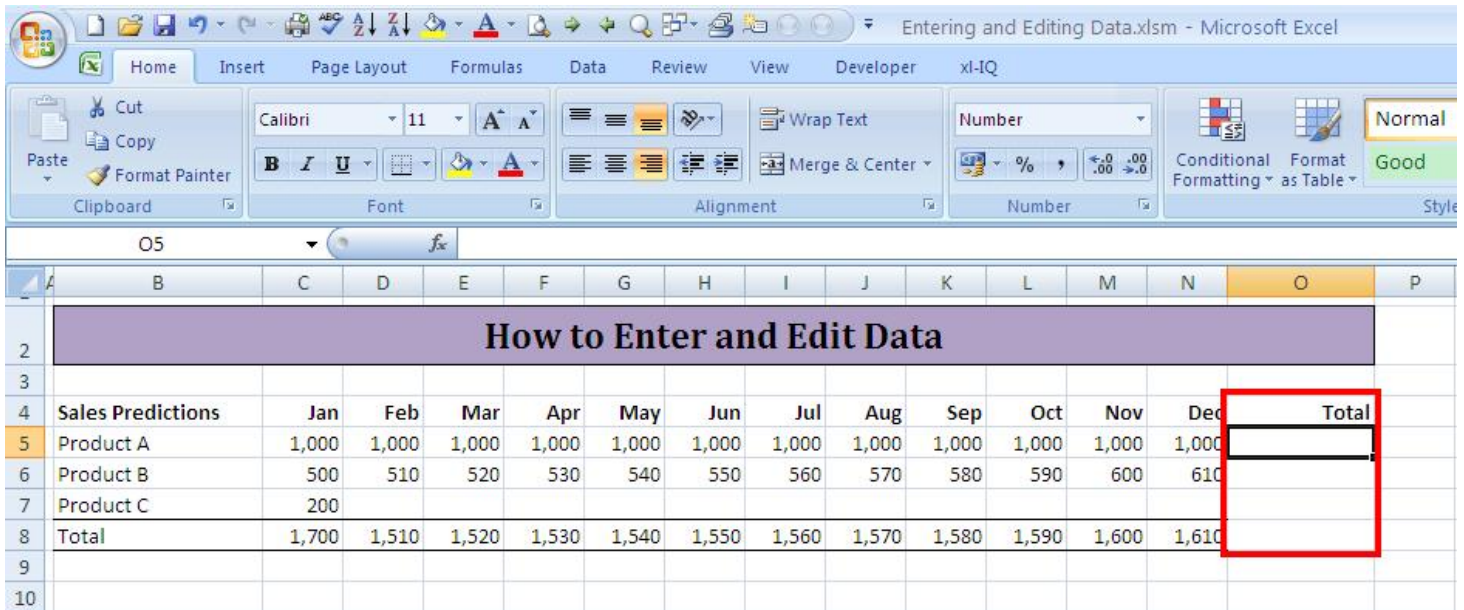 Entering and Editing Data.xlsm - Microsoft Excel
Home Insert Page Layout Formulas Data Review View Developer xl-IQ
Cut
Copy
Format Painter
Paste
Calibri 11
B I U
Wrap Text
Merge & Center
Number
%
Conditional Formatting
Format as Table
Normal
Good
Clipboard Font Alignment Number Style
O5 fx
A B C D E F G H I J K L M N O P
2 How to Enter and Edit Data
3
4 Sales Predictions Jan Feb Mar Apr May Jun Jul Aug Sep Oct Nov Dec Total
5 Product A 1,000 1,000 1,000 1,000 1,000 1,000 1,000 1,000 1,000 1,000 1,000 1,000
6 Product B 500 510 520 530 540 550 560 570 580 590 600 610
7 Product C 200
8 Total 1,700 1,510 1,520 1,530 1,540 1,550 1,560 1,570 1,580 1,590 1,600 1,610
9
10